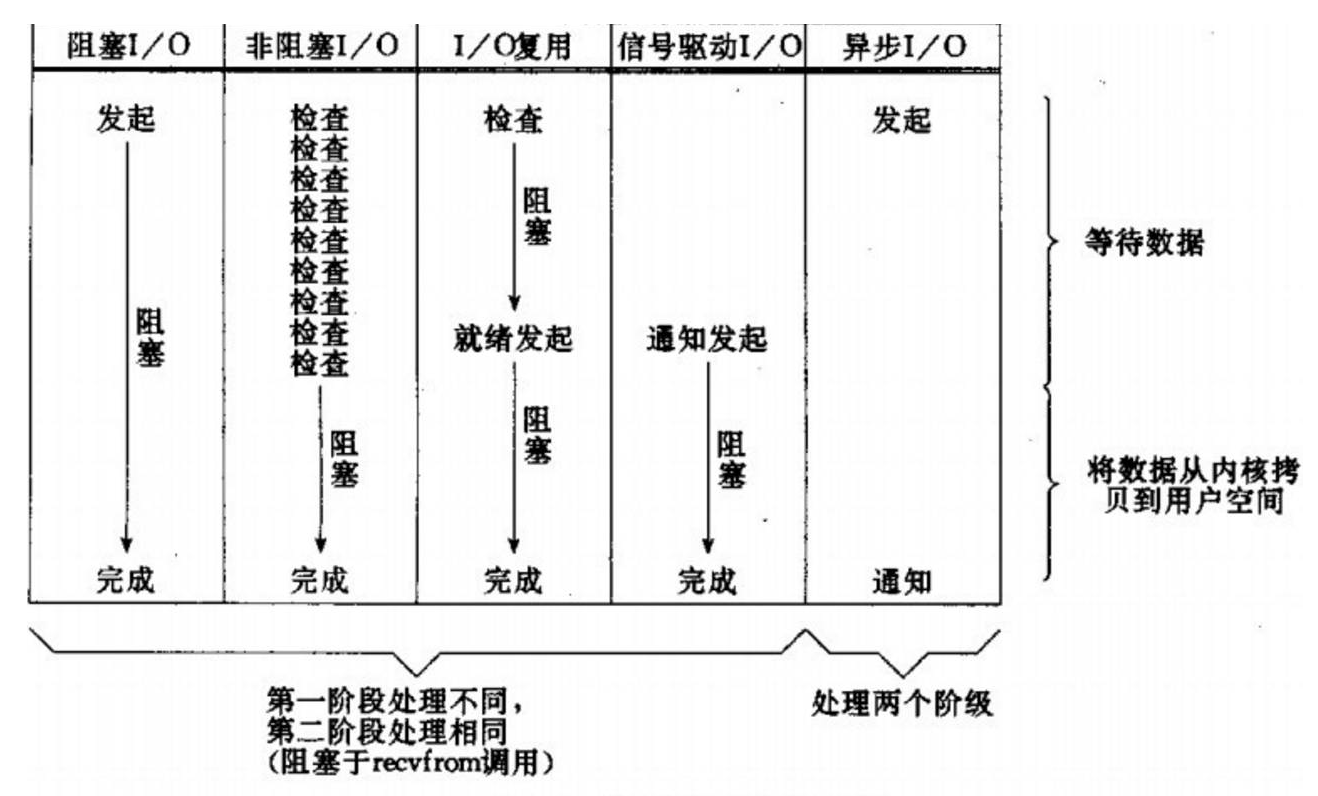 阻塞I/O 非阻塞I/O I/O复用 信号驱动I/O 异步I/O
发起 检查 检查 发起
检查
检查
检查
检查
检查
检查
检查
检查
阻塞
就绪发起 通知发起
阻塞
阻塞
阻塞
阻塞
完成 完成 完成 完成 通知
等待数据
将数据从内核拷
贝到用户空间
第一阶段处理不同，
第二阶段处理相同
（阻塞于recvfrom调用）
处理两个阶级